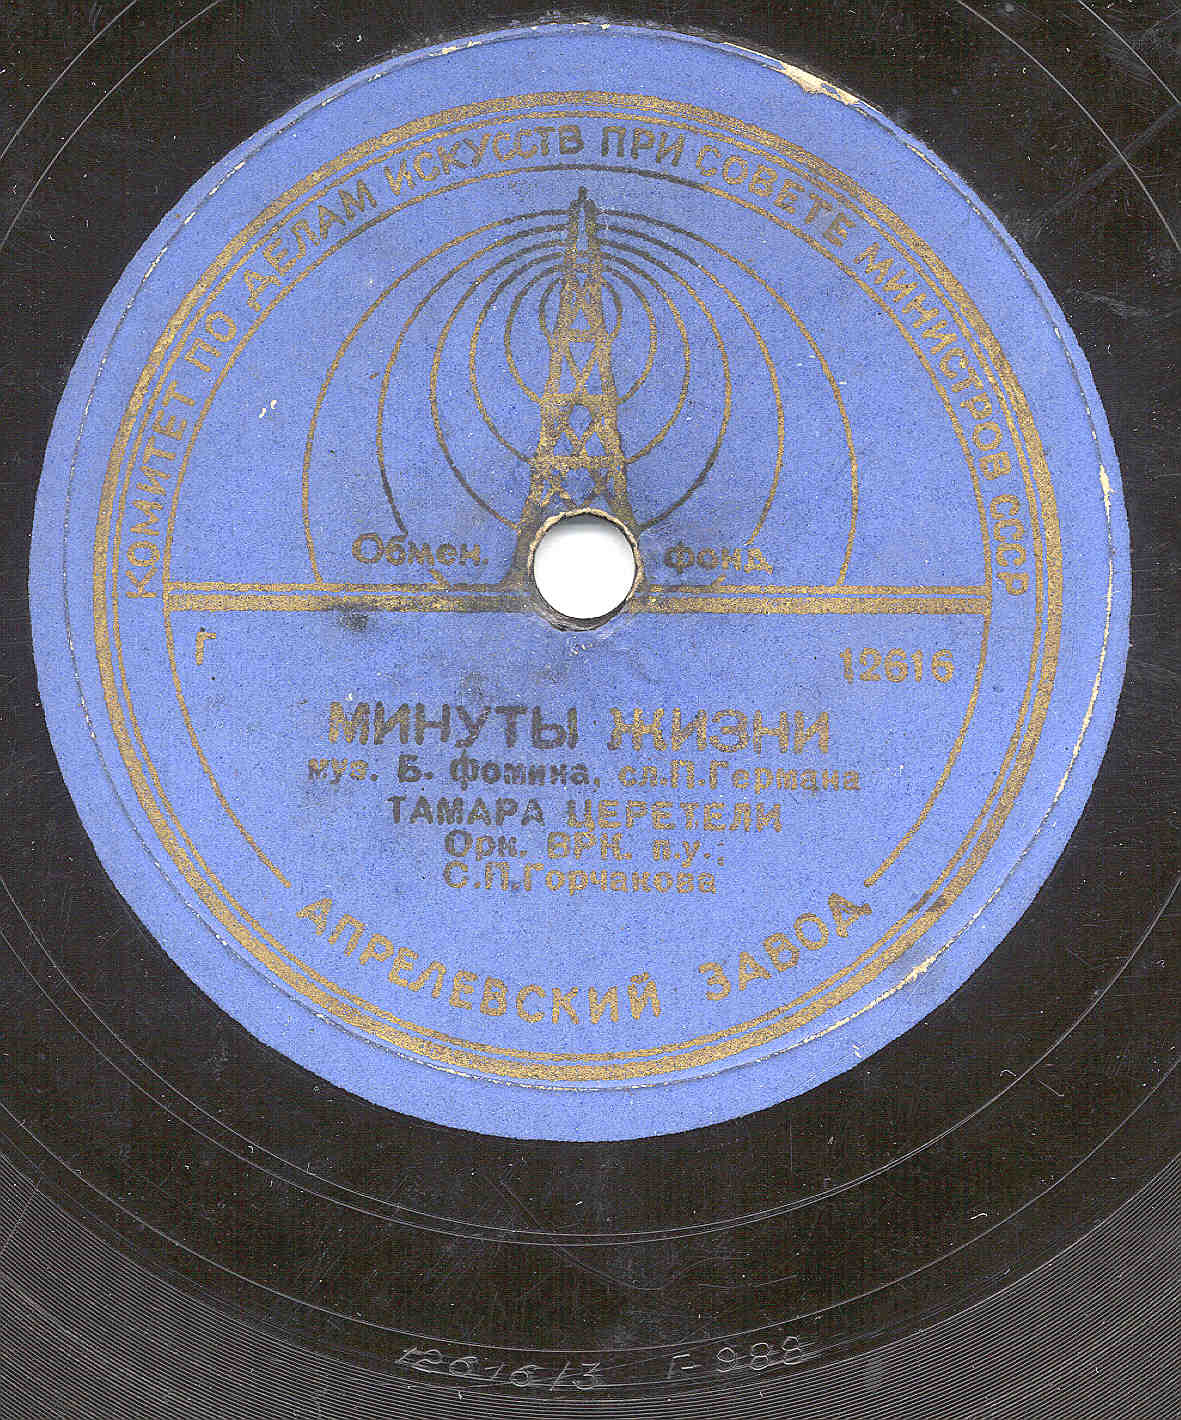 КОМИТЕТ ПО ДЕЛАМ ИСКУССТВ ПРИ СОВЕТЕ МИНИСТРОВ СССР
Обмен. фонд
Г 12616
МИНУТЫ ЖИЗНИ
муз. Б. Фомина, сл.П.Германа
ТАМАРА ЦЕРЕТЕЛИ
Орк. ВРК. п.у.:
С.П.Горчакова
АПРЕЛЕВСКИЙ ЗАВОД
12616/3 Г-988